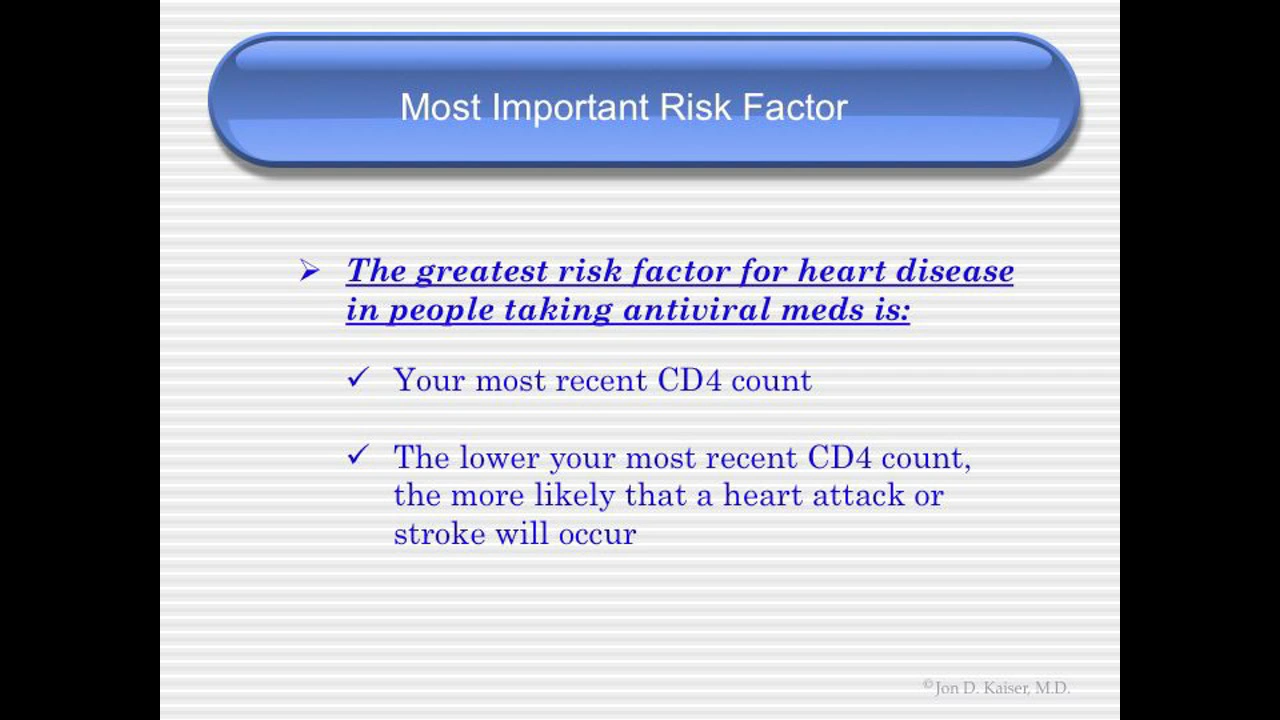 Most Important Risk Factor
The greatest risk factor for heart disease
in people taking antiviral meds is:
Your most recent CD4 count
The lower your most recent CD4 count,
the more likely that a heart attack or
stroke will occur
©Jon D. Kaiser, M.D.